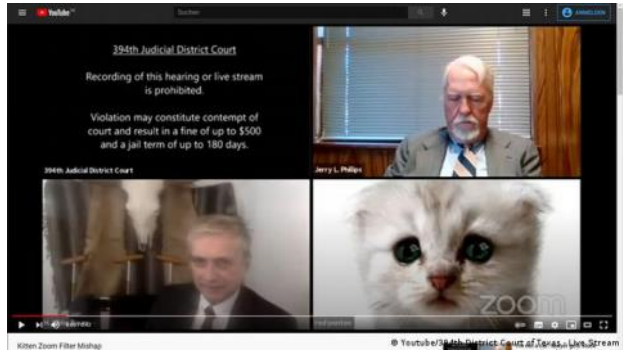 YouTube
Suchen
ANMELDEN
394th Judicial District Court
Recording of this hearing or live stream
is prohibited.
Violation may constitute contempt of
court and result in a fine of up to $500
and a jail term of up to 180 days.
394th Judicial District Court
Jerry L. Phillips
zoom
Kitten Zoom Filter Mishap
© Youtube/394th District Court of Texas - Live Stream